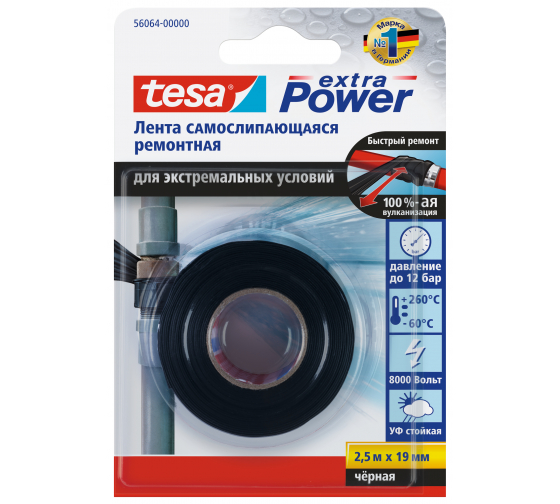 56064-00000
Марка
№1
в Германии
tesa
extra
Power
Лента самослипающаяся
ремонтная
Быстрый ремонт
для экстремальных условий
100%-ая
вулканизация
bar
давление
до 12 бар
+260°C
-60°C
8000 Вольт
УФ стойкая
2,5 м x 19 мм
чёрная